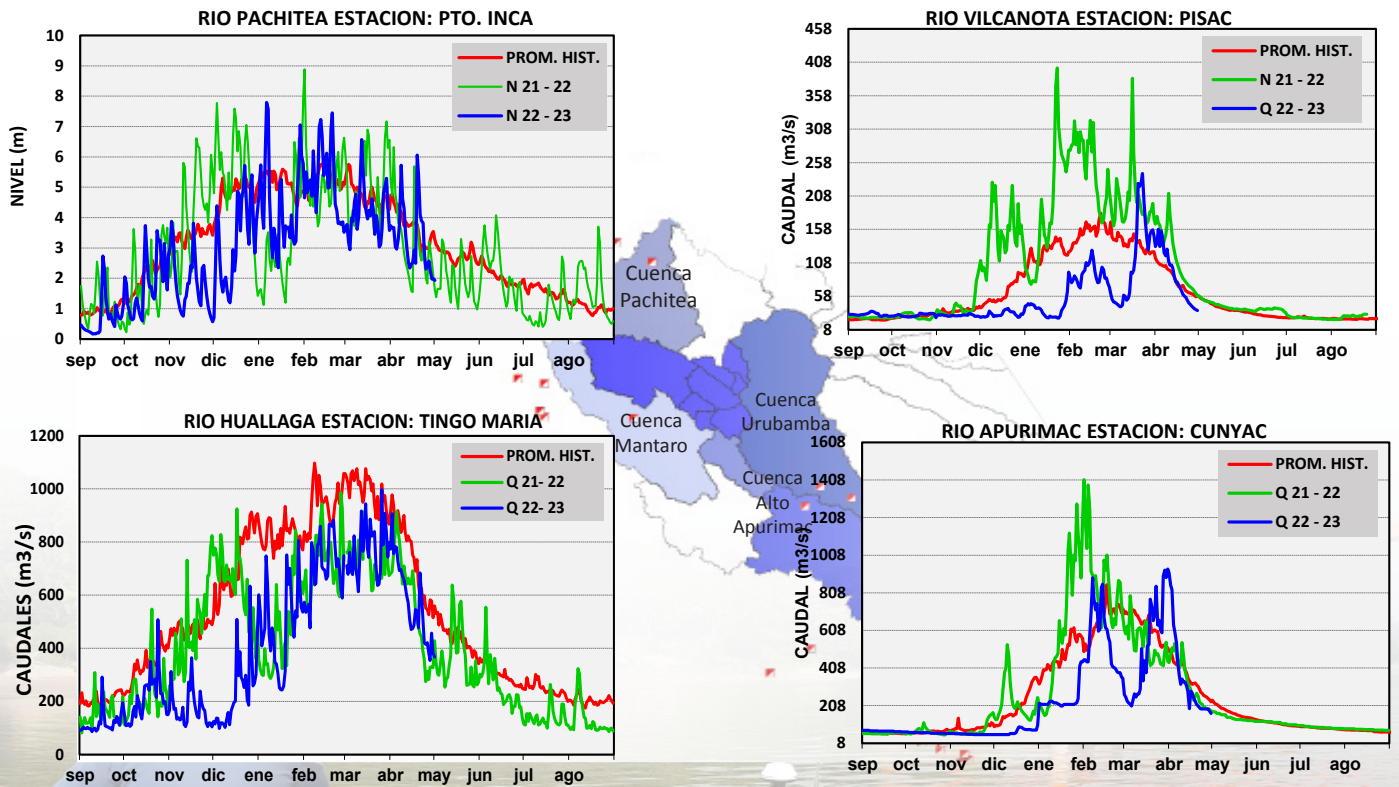 RIO PACHITEA ESTACION: PTO. INCA
NIVEL (m)
10
9
8
7
6
5
4
3
2
1
0
PROM. HIST.
N 21 - 22
N 22 - 23
sep oct nov dic ene feb mar abr may jun jul ago
RIO VILCANOTA ESTACION: PISAC
CAUDAL (m3/s)
458
408
358
308
258
208
158
108
58
8
PROM. HIST.
N 21 - 22
Q 22 - 23
sep oct nov dic ene feb mar abr may jun jul ago
Cuenca
Pachitea
Cuenca
Urubamba
Cuenca
Mantaro
Cuenca
Alto
Apurimac
RIO HUALLAGA ESTACION: TINGO MARIA
CAUDALES (m3/s)
1200
1000
800
600
400
200
0
PROM. HIST.
Q 21- 22
Q 22- 23
sep oct nov dic ene feb mar abr may jun jul ago
RIO APURIMAC ESTACION: CUNYAC
CAUDAL (m3/s)
1608
1408
1208
1008
808
608
408
208
8
PROM. HIST.
Q 21 - 22
Q 22 - 23
sep oct nov dic ene feb mar abr may jun jul ago